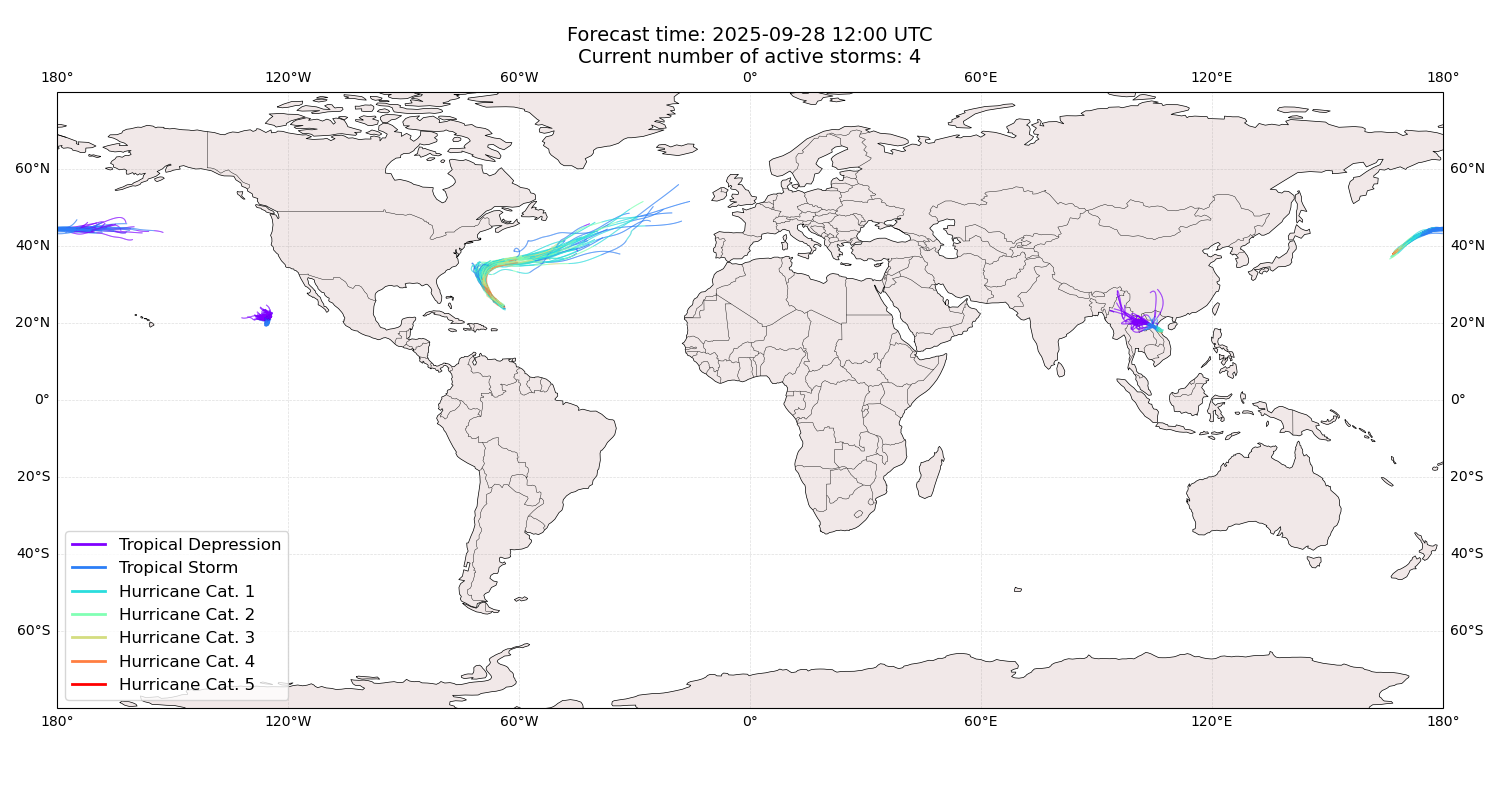 Forecast time: 2025-09-28 12:00 UTC
Current number of active storms: 4
180° 120°W 60°W 0° 60°E 120°E 180°
60°N 60°N
40°N 40°N
20°N 20°N
0° 0°
20°S 20°S
40°S 40°S
60°S 60°S
Tropical Depression
Tropical Storm
Hurricane Cat. 1
Hurricane Cat. 2
Hurricane Cat. 3
Hurricane Cat. 4
Hurricane Cat. 5
180° 120°W 60°W 0° 60°E 120°E 180°